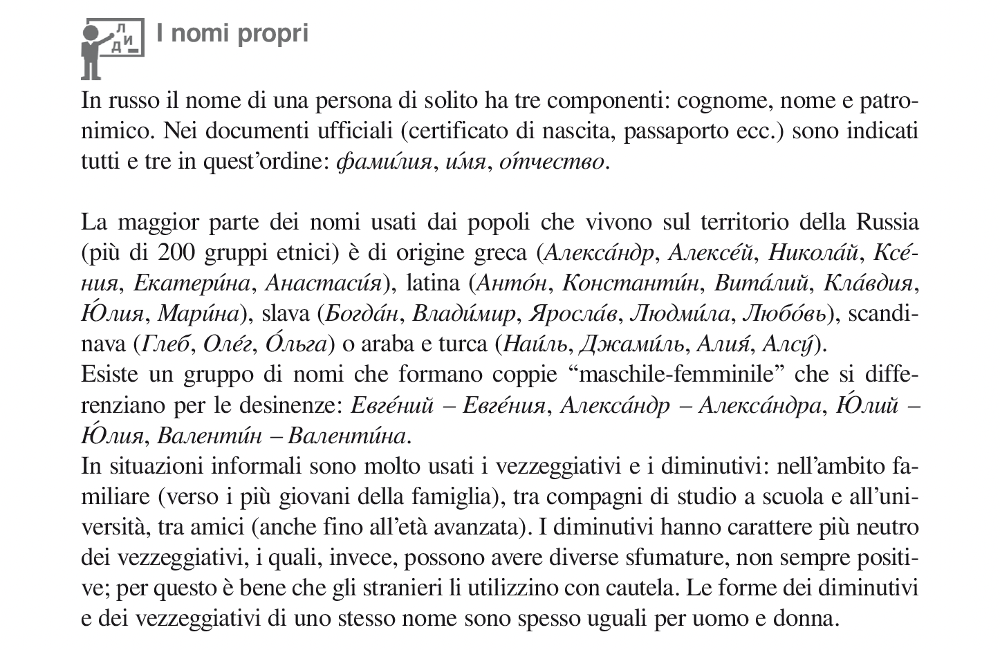 Л
И
Д
I nomi propri
In russo il nome di una persona di solito ha tre componenti: cognome, nome e patro-
nimico. Nei documenti ufficiali (certificato di nascita, passaporto ecc.) sono indicati
tutti e tre in quest’ordine: фами́лия, и́мя, о́тчество.
La maggior parte dei nomi usati dai popoli che vivono sul territorio della Russia
(più di 200 gruppi etnici) è di origine greca (Алекса́ндр, Алексе́й, Никола́й, Ксе́-
ния, Екатери́на, Анастаси́я), latina (Анто́н, Константи́н, Вита́лий, Кла́вдия,
Ю́лия, Мари́на), slava (Богда́н, Влади́мир, Яросла́в, Людми́ла, Любо́вь), scandi-
nava (Глеб, Оле́г, О́льга) o araba e turca (Наи́ль, Джами́ль, Алия́, Алсу́).
Esiste un gruppo di nomi che formano coppie “maschile-femminile” che si diffe-
renziano per le desinenze: Евге́ний – Евге́ния, Алекса́ндр – Алекса́ндра, Ю́лий –
Ю́лия, Валенти́н – Валенти́на.
In situazioni informali sono molto usati i vezzeggiativi e i diminutivi: nell’ambito fa-
miliare (verso i più giovani della famiglia), tra compagni di studio a scuola e all’uni-
versità, tra amici (anche fino all’età avanzata). I diminutivi hanno carattere più neutro
dei vezzeggiativi, i quali, invece, possono avere diverse sfumature, non sempre positi-
ve; per questo è bene che gli stranieri li utilizzino con cautela. Le forme dei diminutivi
e dei vezzeggiativi di uno stesso nome sono spesso uguali per uomo e donna.